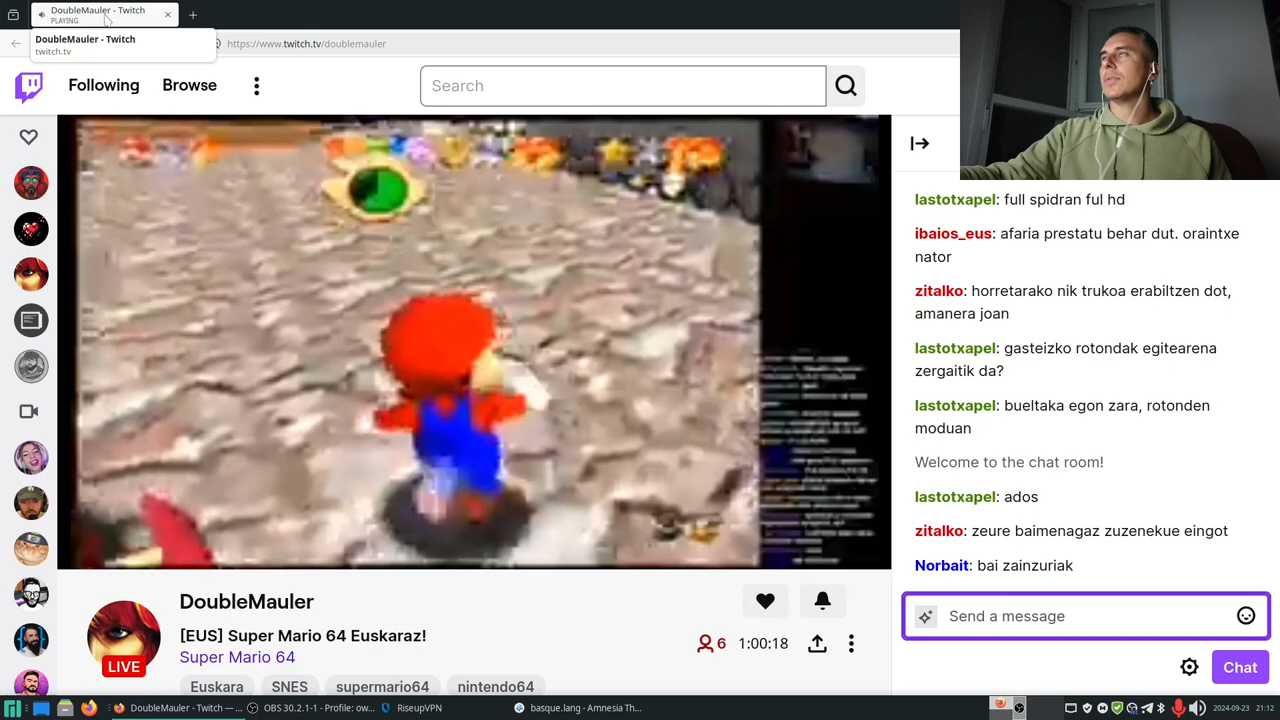 DoubleMauler - Twitch
PLAYING
DoubleMauler - Twitch
twitch.tv
https://www.twitch.tv/doublemauler
Following
Browse
Search
lastotxapel: full spidran ful hd
ibaios_eus: afaria prestatu behar dut. oraintxe
nator
zitalko: horretarako nik trukoa erabiltzen dot,
amanera joan
lastotxapel: gasteizko rotondak egitearena
zergaitik da?
lastotxapel: bueltaka egon zara, rotonden
moduan
Welcome to the chat room!
lastotxapel: ados
zitalko: zeure baimenagaz zuzenekue eingot
Norbait: bai zainzuriak
Send a message
Chat
DoubleMauler
[EUS] Super Mario 64 Euskaraz!
Super Mario 64
LIVE
6
1:00:18
Euskara
SNES
supermario64
nintendo64
DoubleMauler - Twitch — ...
OBS 30.2.1-1 - Profile: ow...
RiseupVPN
basque.lang - Amnesia Th...
2024-09-23
21:12